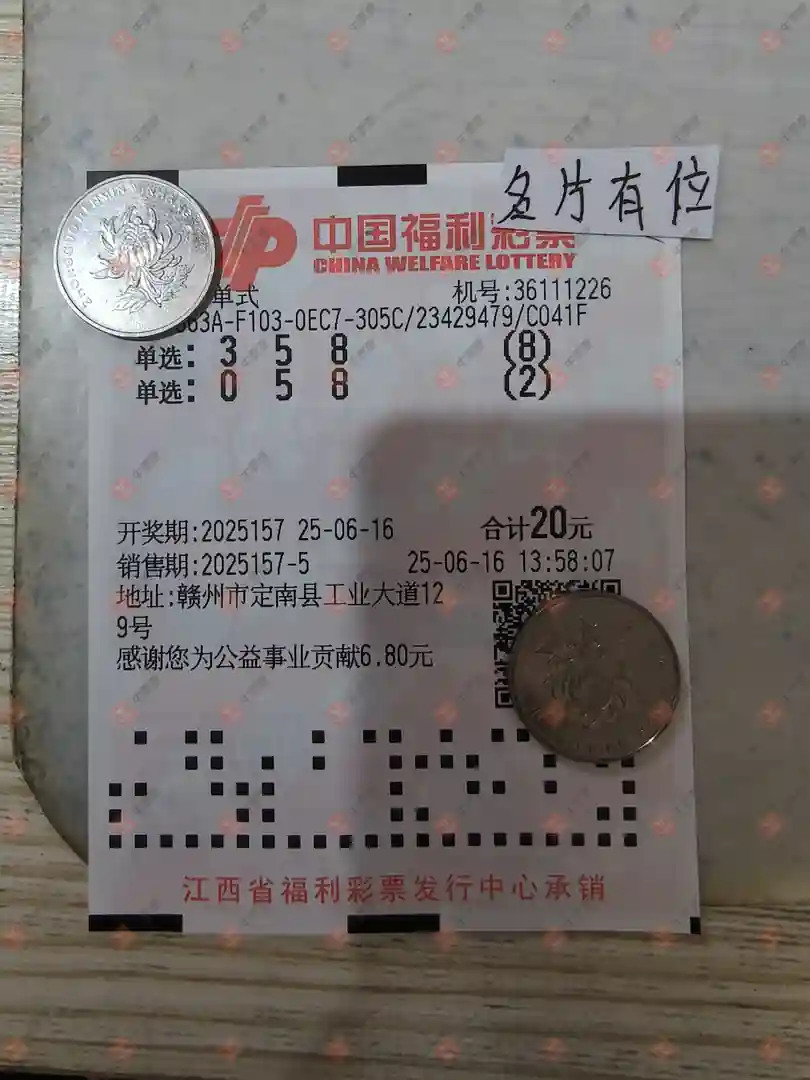 名片有位
中国福利彩票
CHINA WELFARE LOTTERY
单式 机号:36111226
363A-F103-0EC7-305C/23429479/C041F
单选: 3 5 8 (8)
单选: 0 5 8 (2)
开奖期:2025157 25-06-16 合计20元
销售期:2025157-5 25-06-16 13:58:07
地址:赣州市定南县工业大道12
9号
感谢您为公益事业贡献6.80元
江西省福利彩票发行中心承销